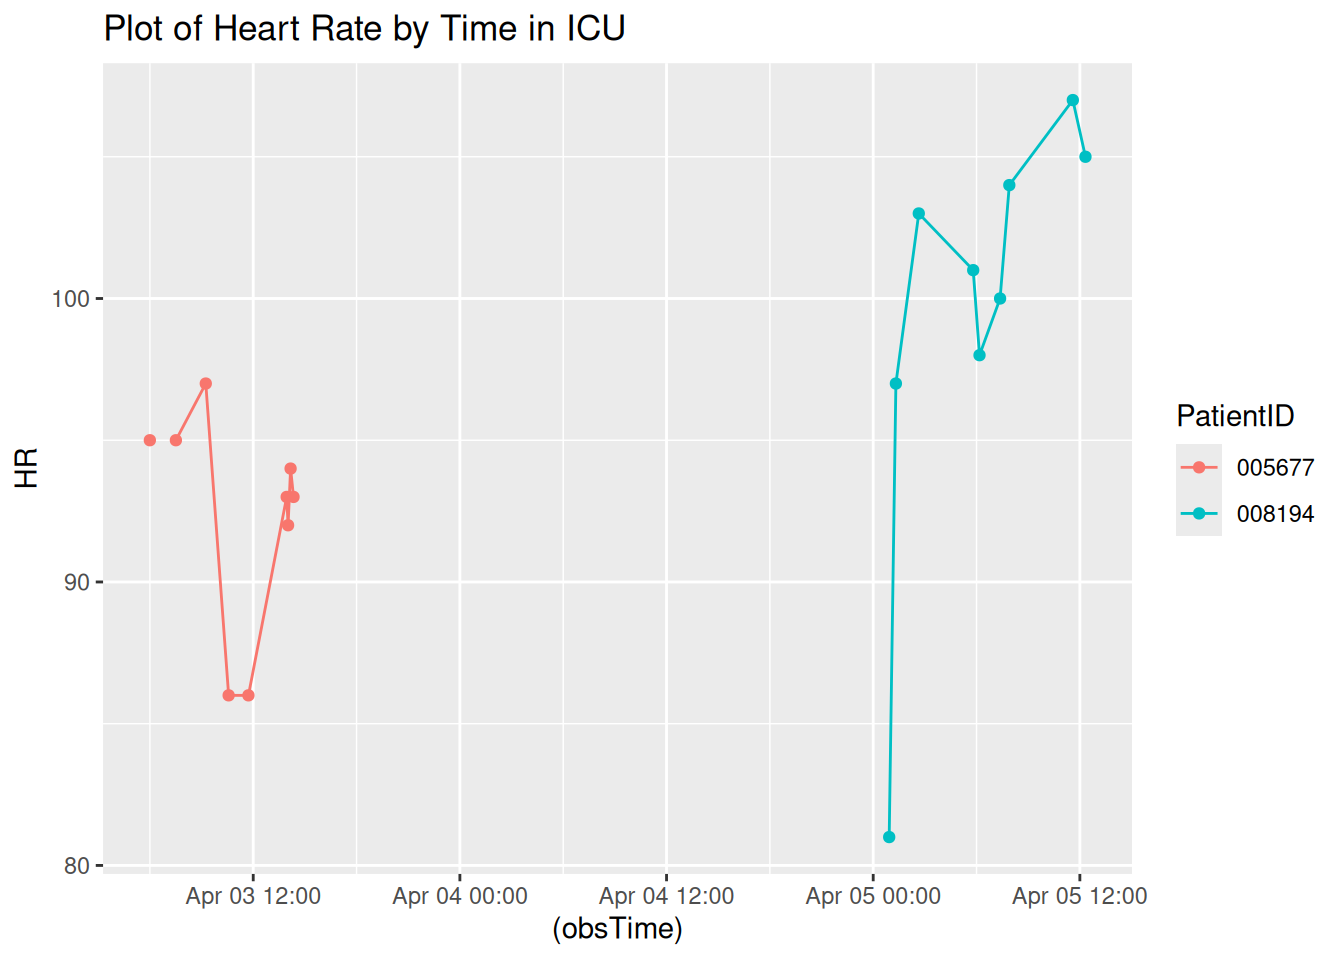 Plot of Heart Rate by Time in ICU
HR
100
90
80
Apr 03 12:00
Apr 04 00:00
Apr 04 12:00
Apr 05 00:00
Apr 05 12:00
(obsTime)
PatientID
005677
008194